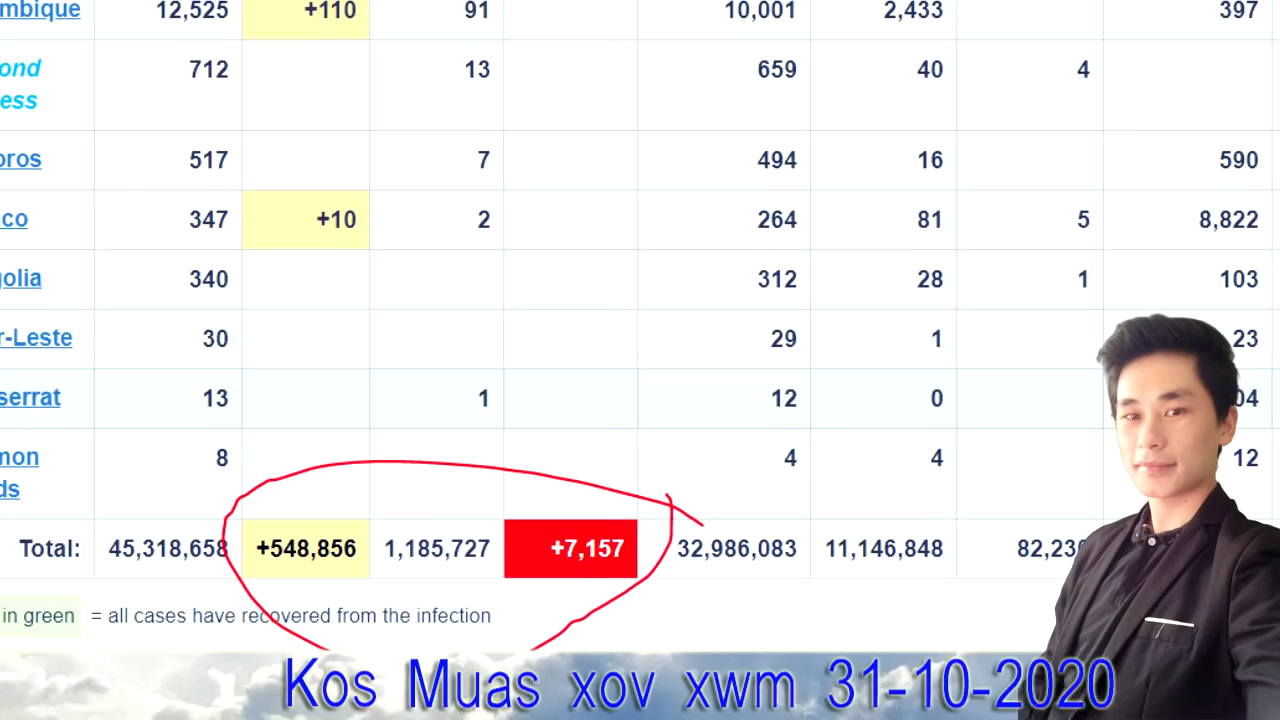 mbique 12,525 +110 91 10,001 2,433 397
ond 712 13 659 40 4
ess
oros 517 7 494 16 590
co 347 +10 2 264 81 5 8,822
golia 340 312 28 1 103
r-Leste 30 29 1 23
serrat 13 1 12 0 04
mon 8 4 4 12
ds
Total: 45,318,658 +548,856 1,185,727 +7,157 32,986,083 11,146,848 82,23
in green = all cases have recovered from the infection
Kos Muas xov xwm 31-10-2020